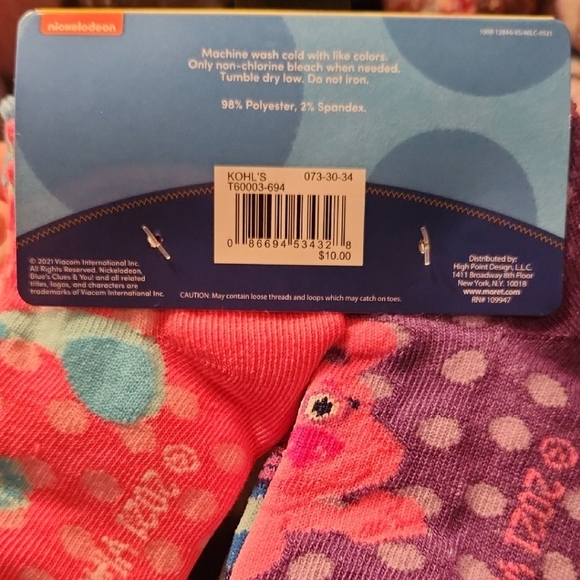 nickelodeon
Machine wash cold with like colors.
Only non-chlorine bleach when needed.
Tumble dry low. Do not iron.
98% Polyester, 2% Spandex.
KOHL'S 073-30-34
T60003-694
0 86694 53432 8
$10.00
© 2021 Viacom International Inc.
All Rights Reserved. Nickelodeon,
Blue's Clues & You! and all related
titles, logos, and characters are
trademarks of Viacom International Inc.
CAUTION: May contain loose threads and loops which may catch on toes.
Distributed by:
High Point Design, L.L.C.
1411 Broadway 8th Floor
New York, N.Y. 10018
www.maret.com
RN# 109947
© 2021
© 2021